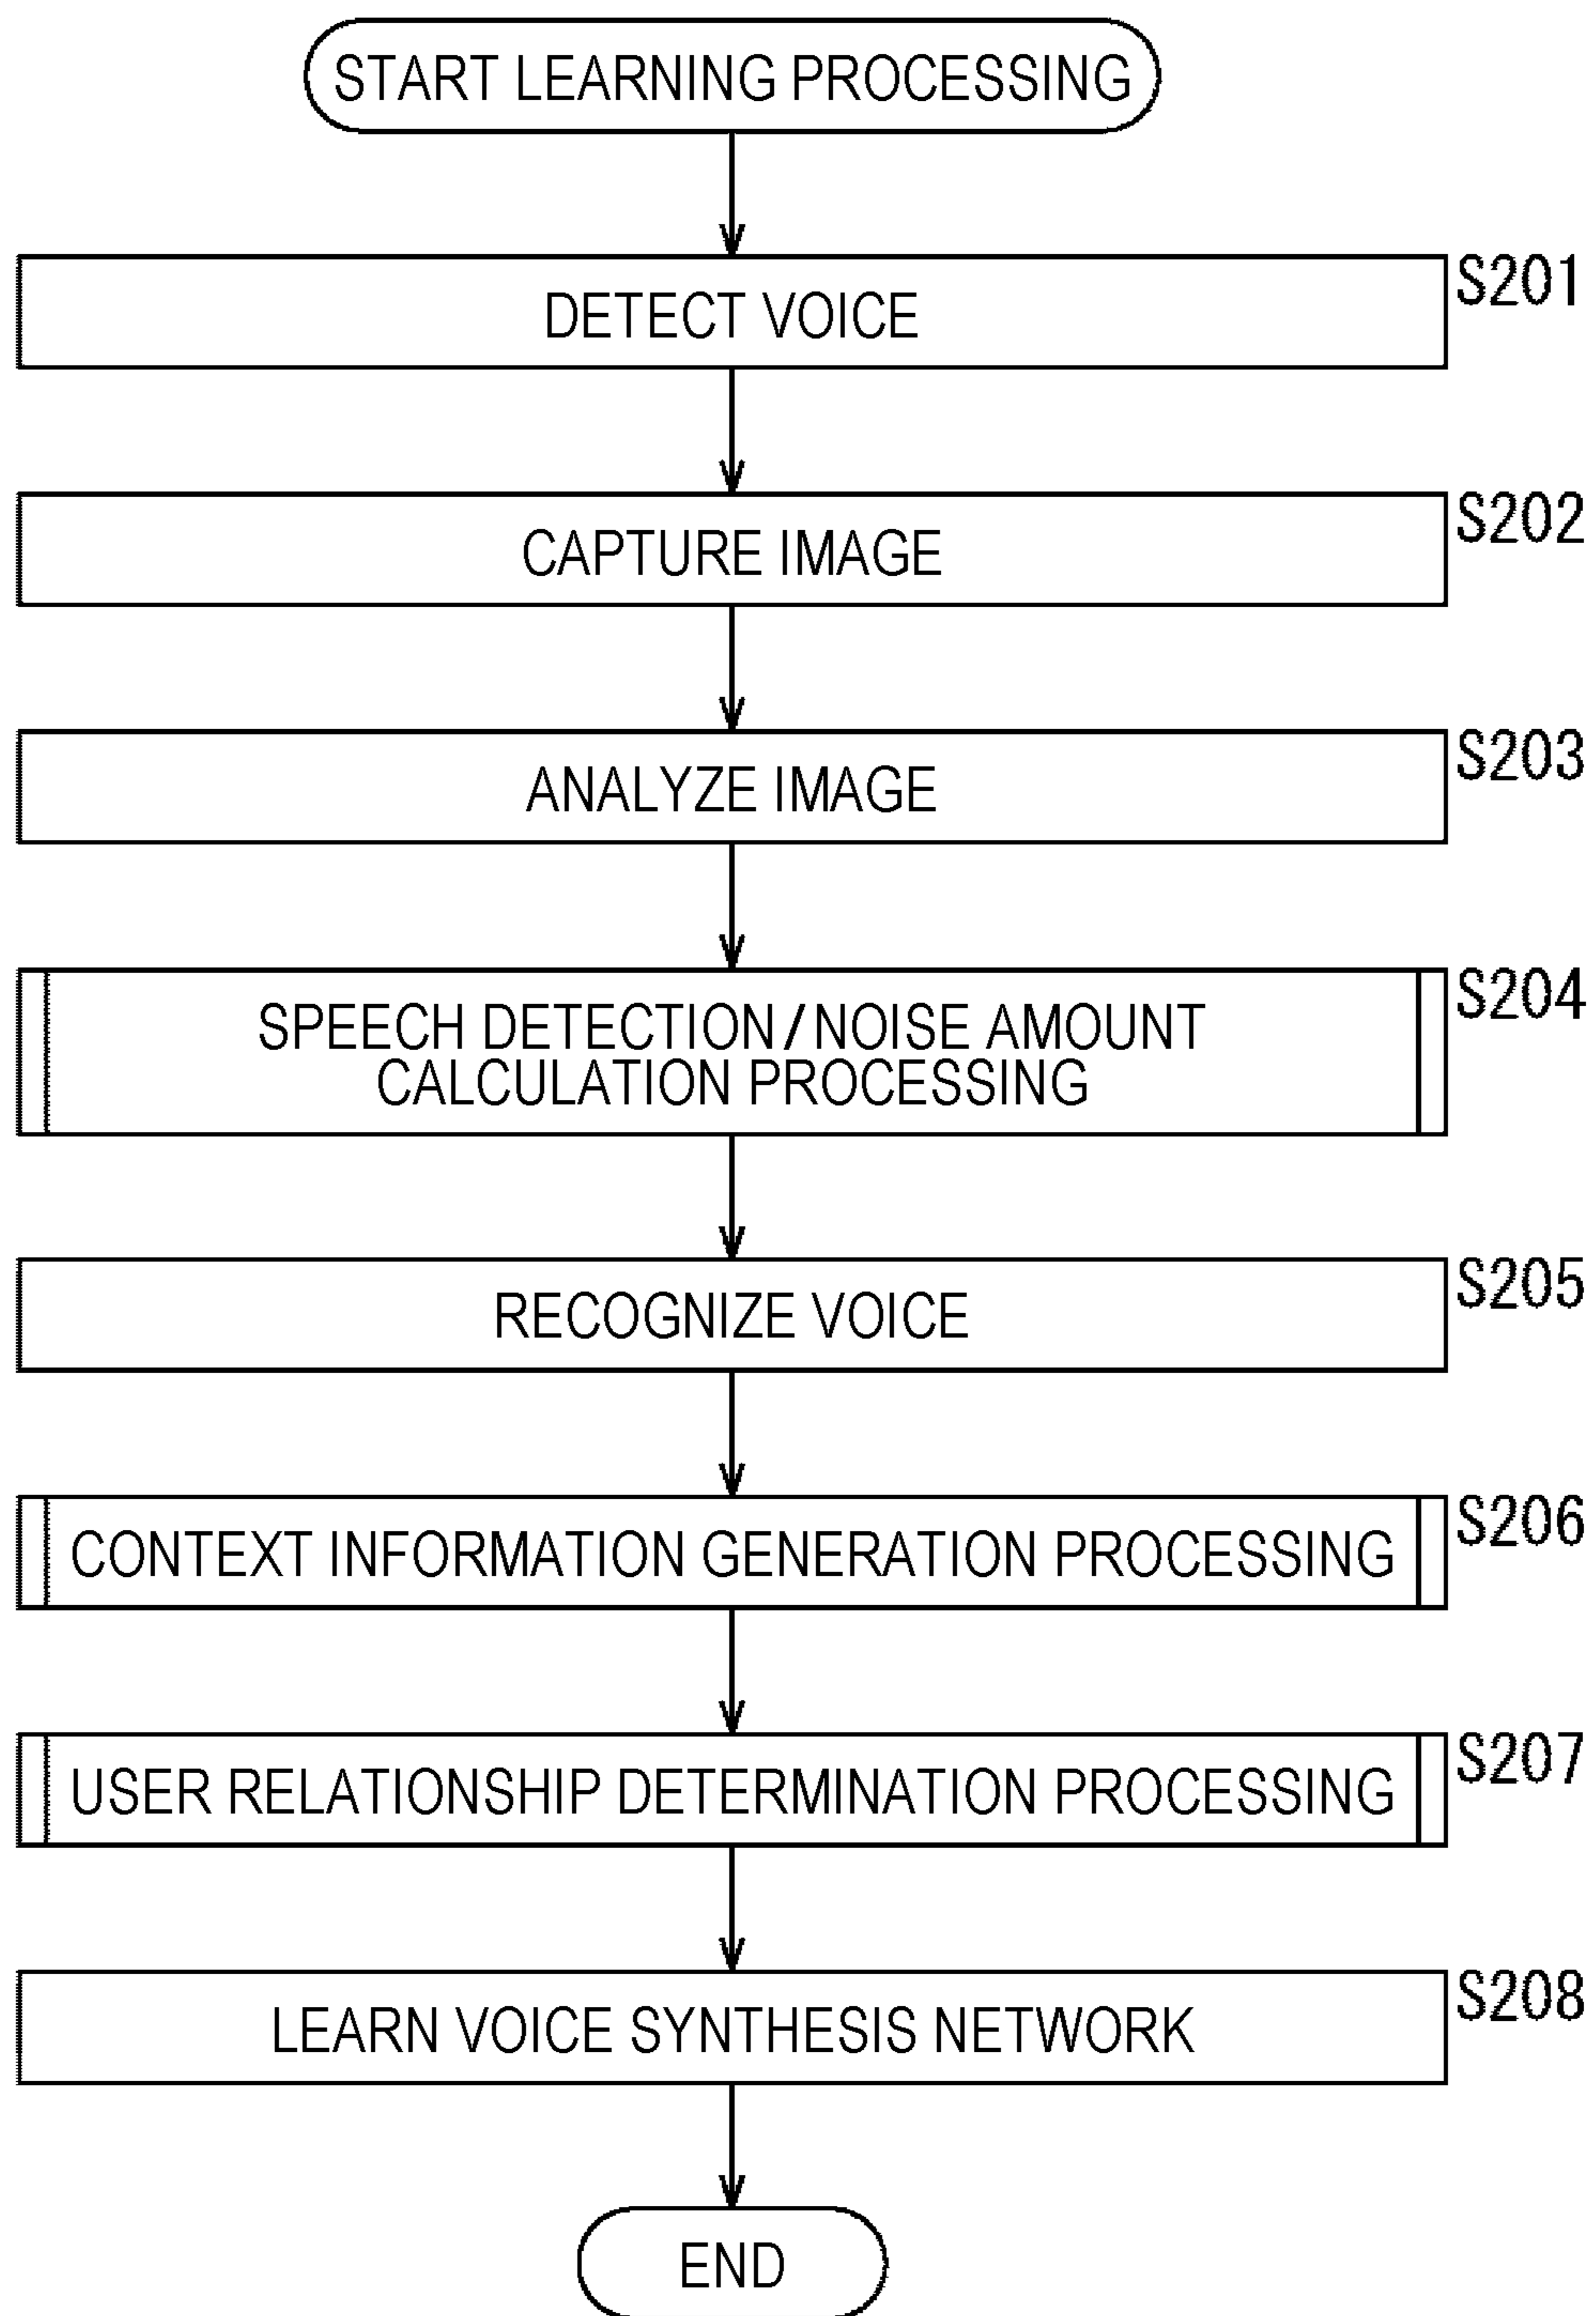 START LEARNING PROCESSING
DETECT VOICE
S201
CAPTURE IMAGE
S202
ANALYZE IMAGE
S203
SPEECH DETECTION/NOISE AMOUNT
CALCULATION PROCESSING
S204
RECOGNIZE VOICE
S205
CONTEXT INFORMATION GENERATION PROCESSING
S206
USER RELATIONSHIP DETERMINATION PROCESSING
S207
LEARN VOICE SYNTHESIS NETWORK
S208
END